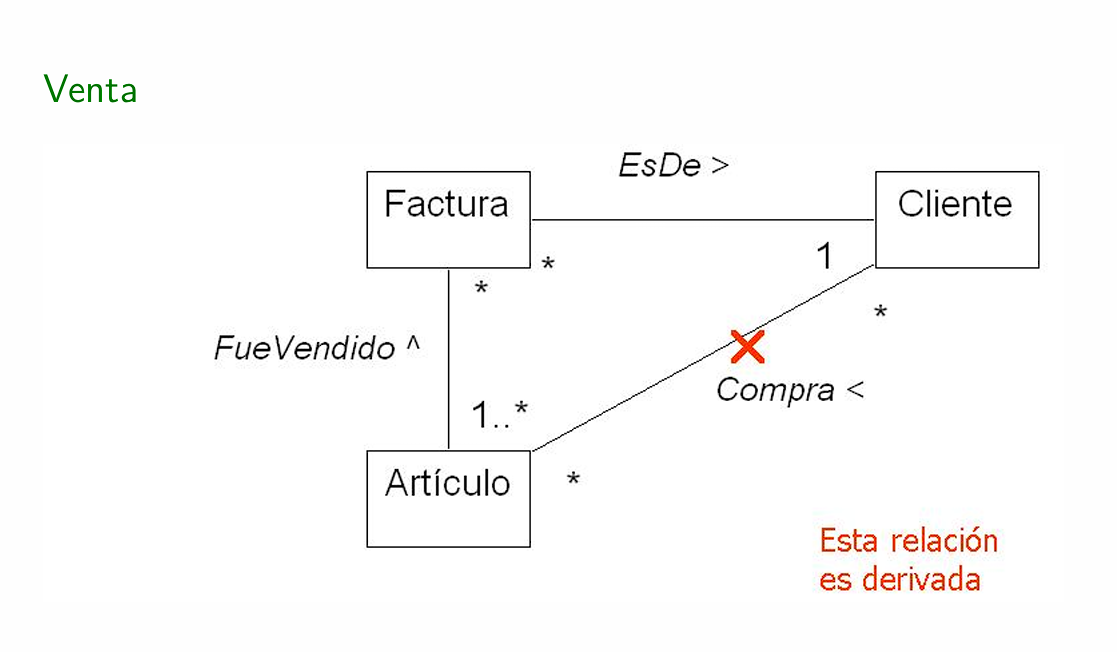 Venta
EsDe >
Factura
Cliente
1
*
*
*
FueVendido ^
Compra <
1..*
Artículo
*
Esta relación
es derivada